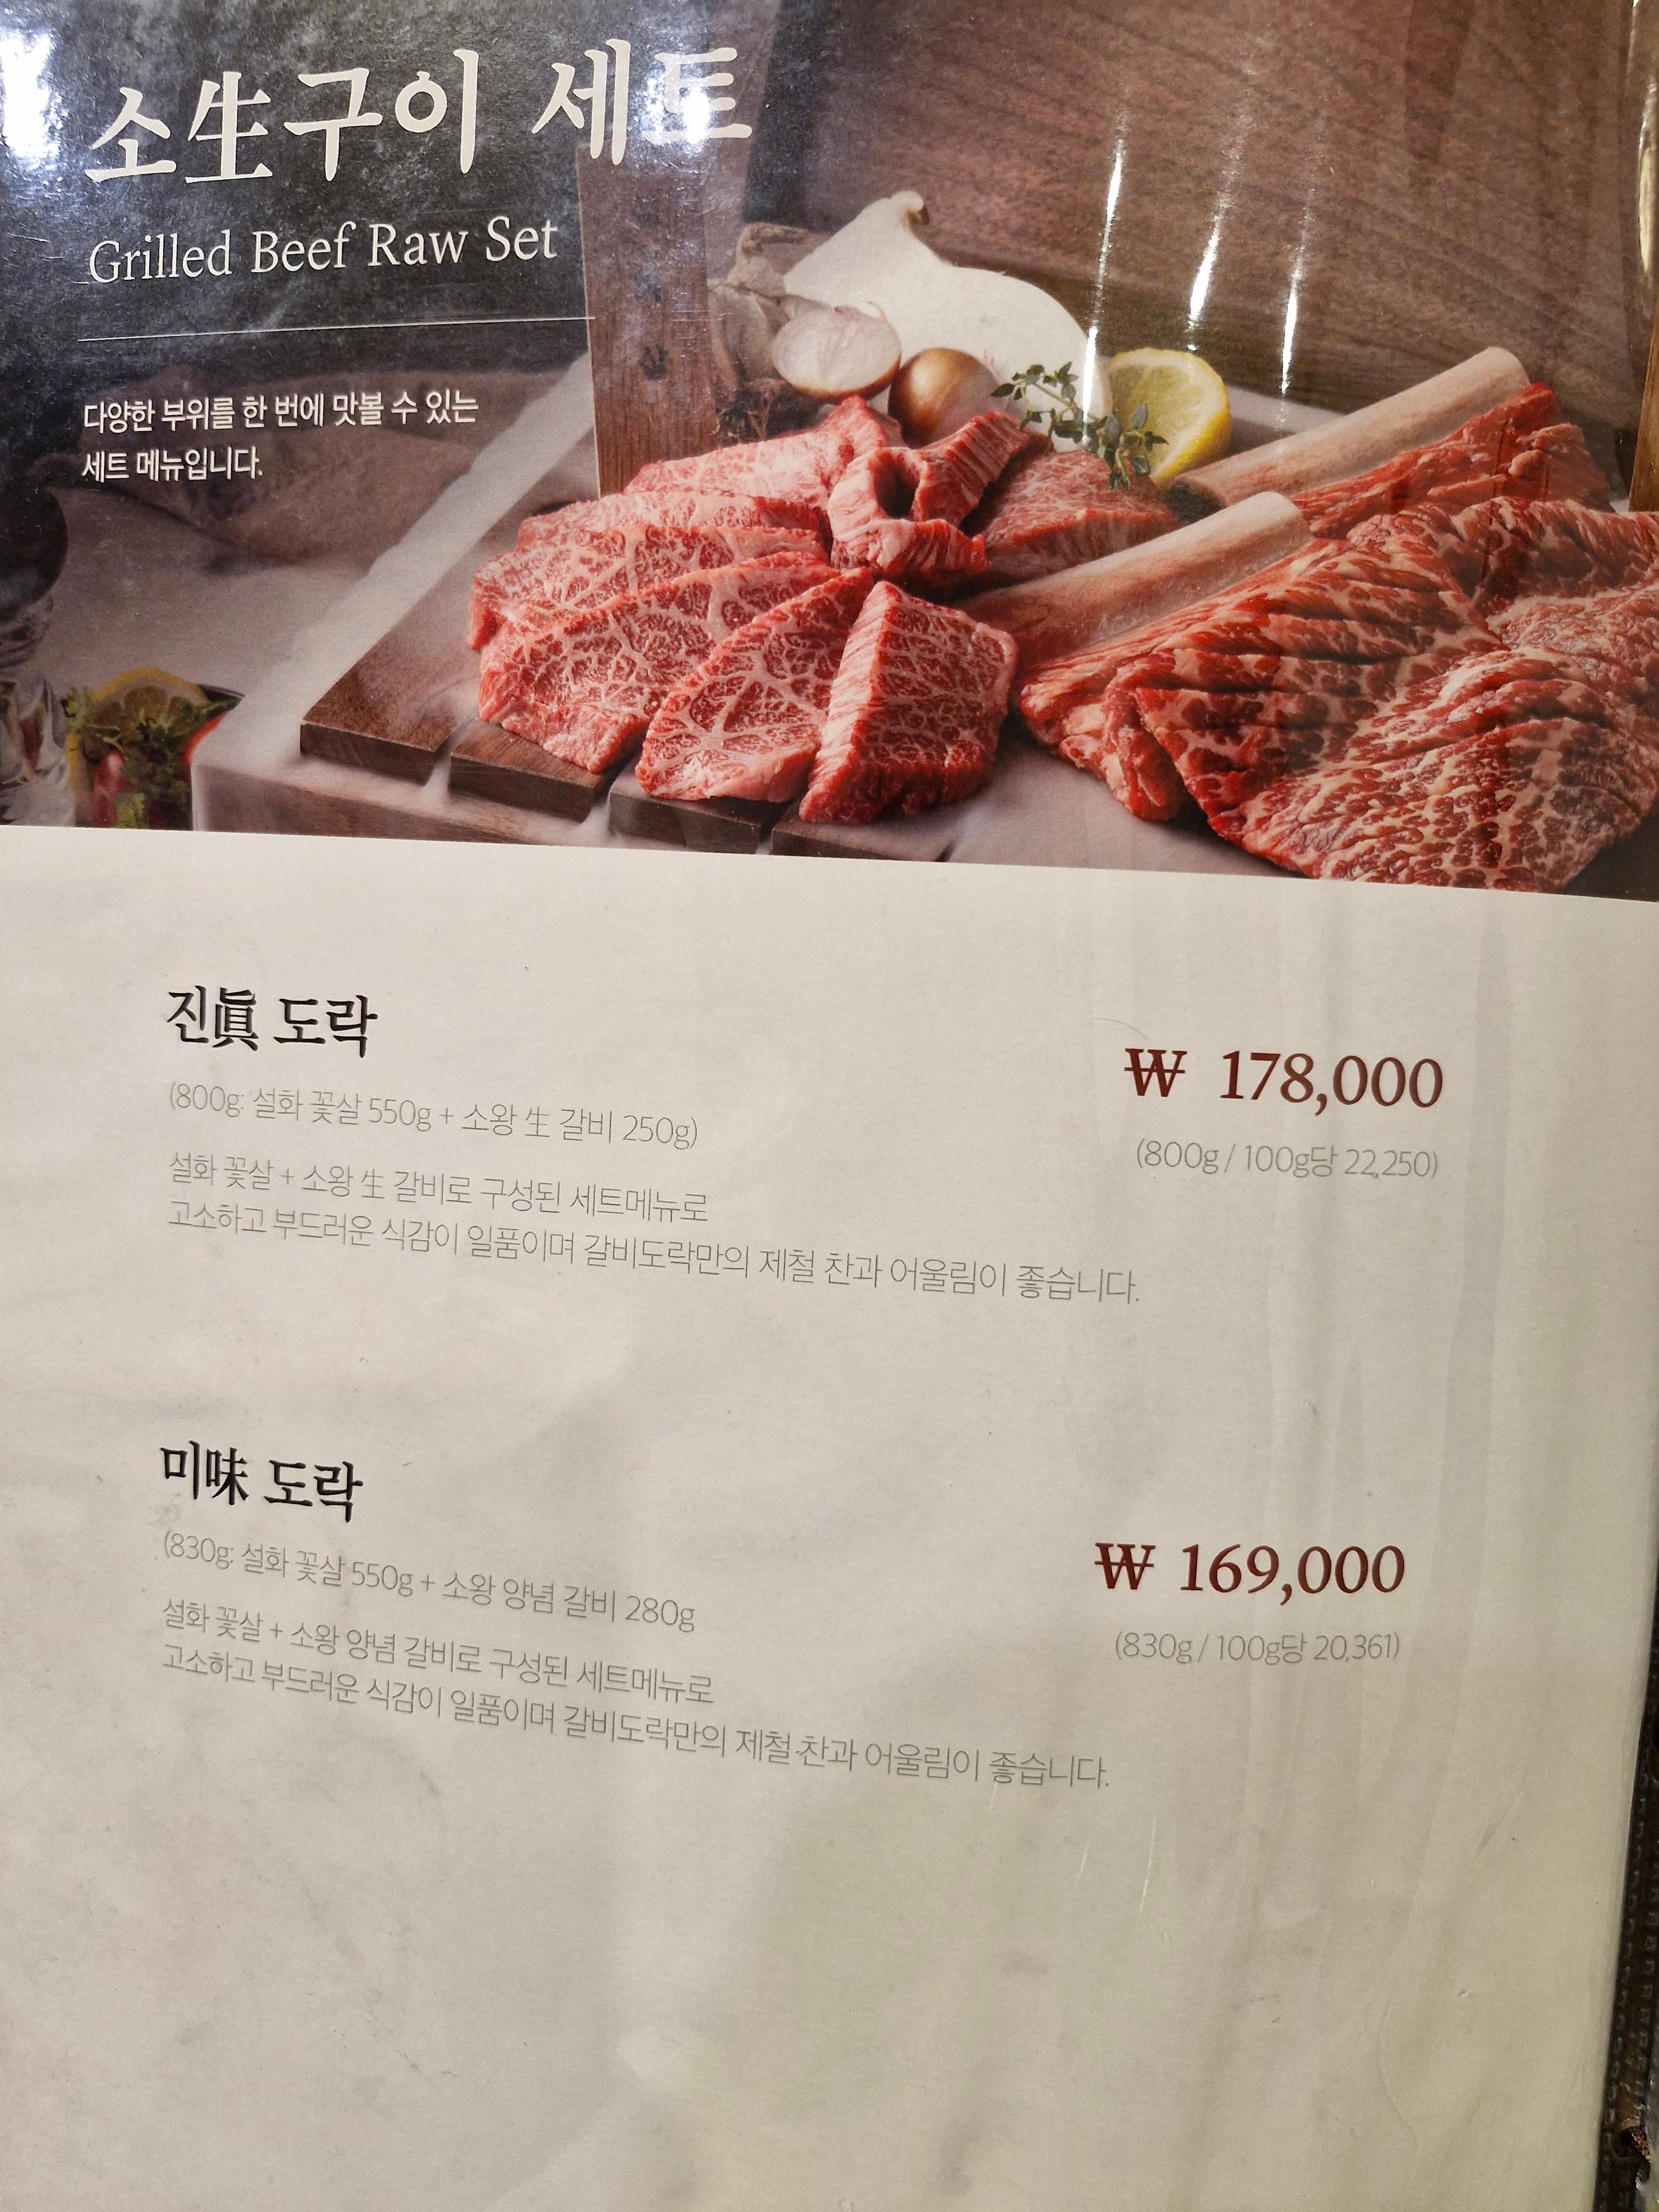 소生구이 세트
Grilled Beef Raw Set
다양한 부위를 한 번에 맛볼 수 있는
세트 메뉴입니다.
진眞 도락
₩ 178,000
(800g: 설화 꽃살 550g + 소왕 生 갈비 250g)
(800g / 100g당 22,250)
설화 꽃살 + 소왕 生 갈비로 구성된 세트메뉴로
고소하고 부드러운 식감이 일품이며 갈비도락만의 제철 찬과 어울림이 좋습니다.
미味 도락
₩ 169,000
(830g: 설화 꽃살 550g + 소왕 양념 갈비 280g
(830g / 100g당 20,361)
설화 꽃살 + 소왕 양념 갈비로 구성된 세트메뉴로
고소하고 부드러운 식감이 일품이며 갈비도락만의 제철 찬과 어울림이 좋습니다.